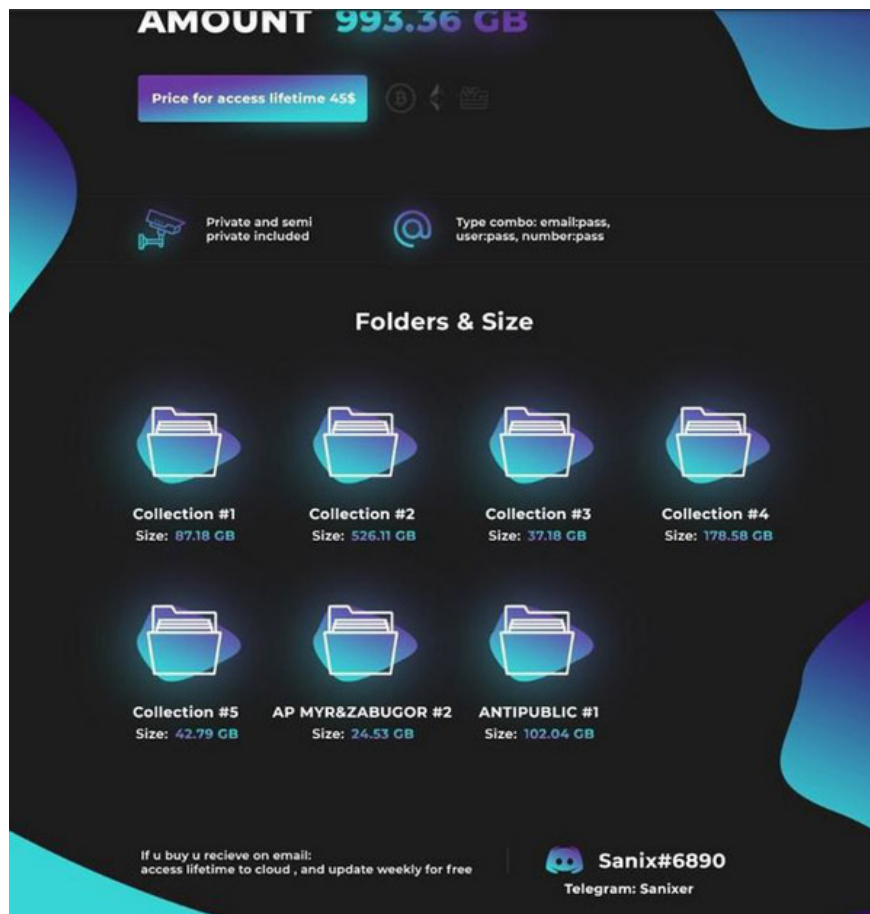 AMOUNT 993.36 GB
Price for access lifetime 45$
Private and semi
private included
Type combo: email:pass,
user:pass, number:pass
Folders & Size
Collection #1
Size: 87.18 GB
Collection #2
Size: 526.11 GB
Collection #3
Size: 37.18 GB
Collection #4
Size: 178.58 GB
Collection #5
Size: 42.79 GB
AP MYR&ZABUGOR #2
Size: 24.53 GB
ANTIPUBLIC #1
Size: 102.04 GB
If u buy u recieve on email:
access lifetime to cloud , and update weekly for free
Sanix#6890
Telegram: Sanixer